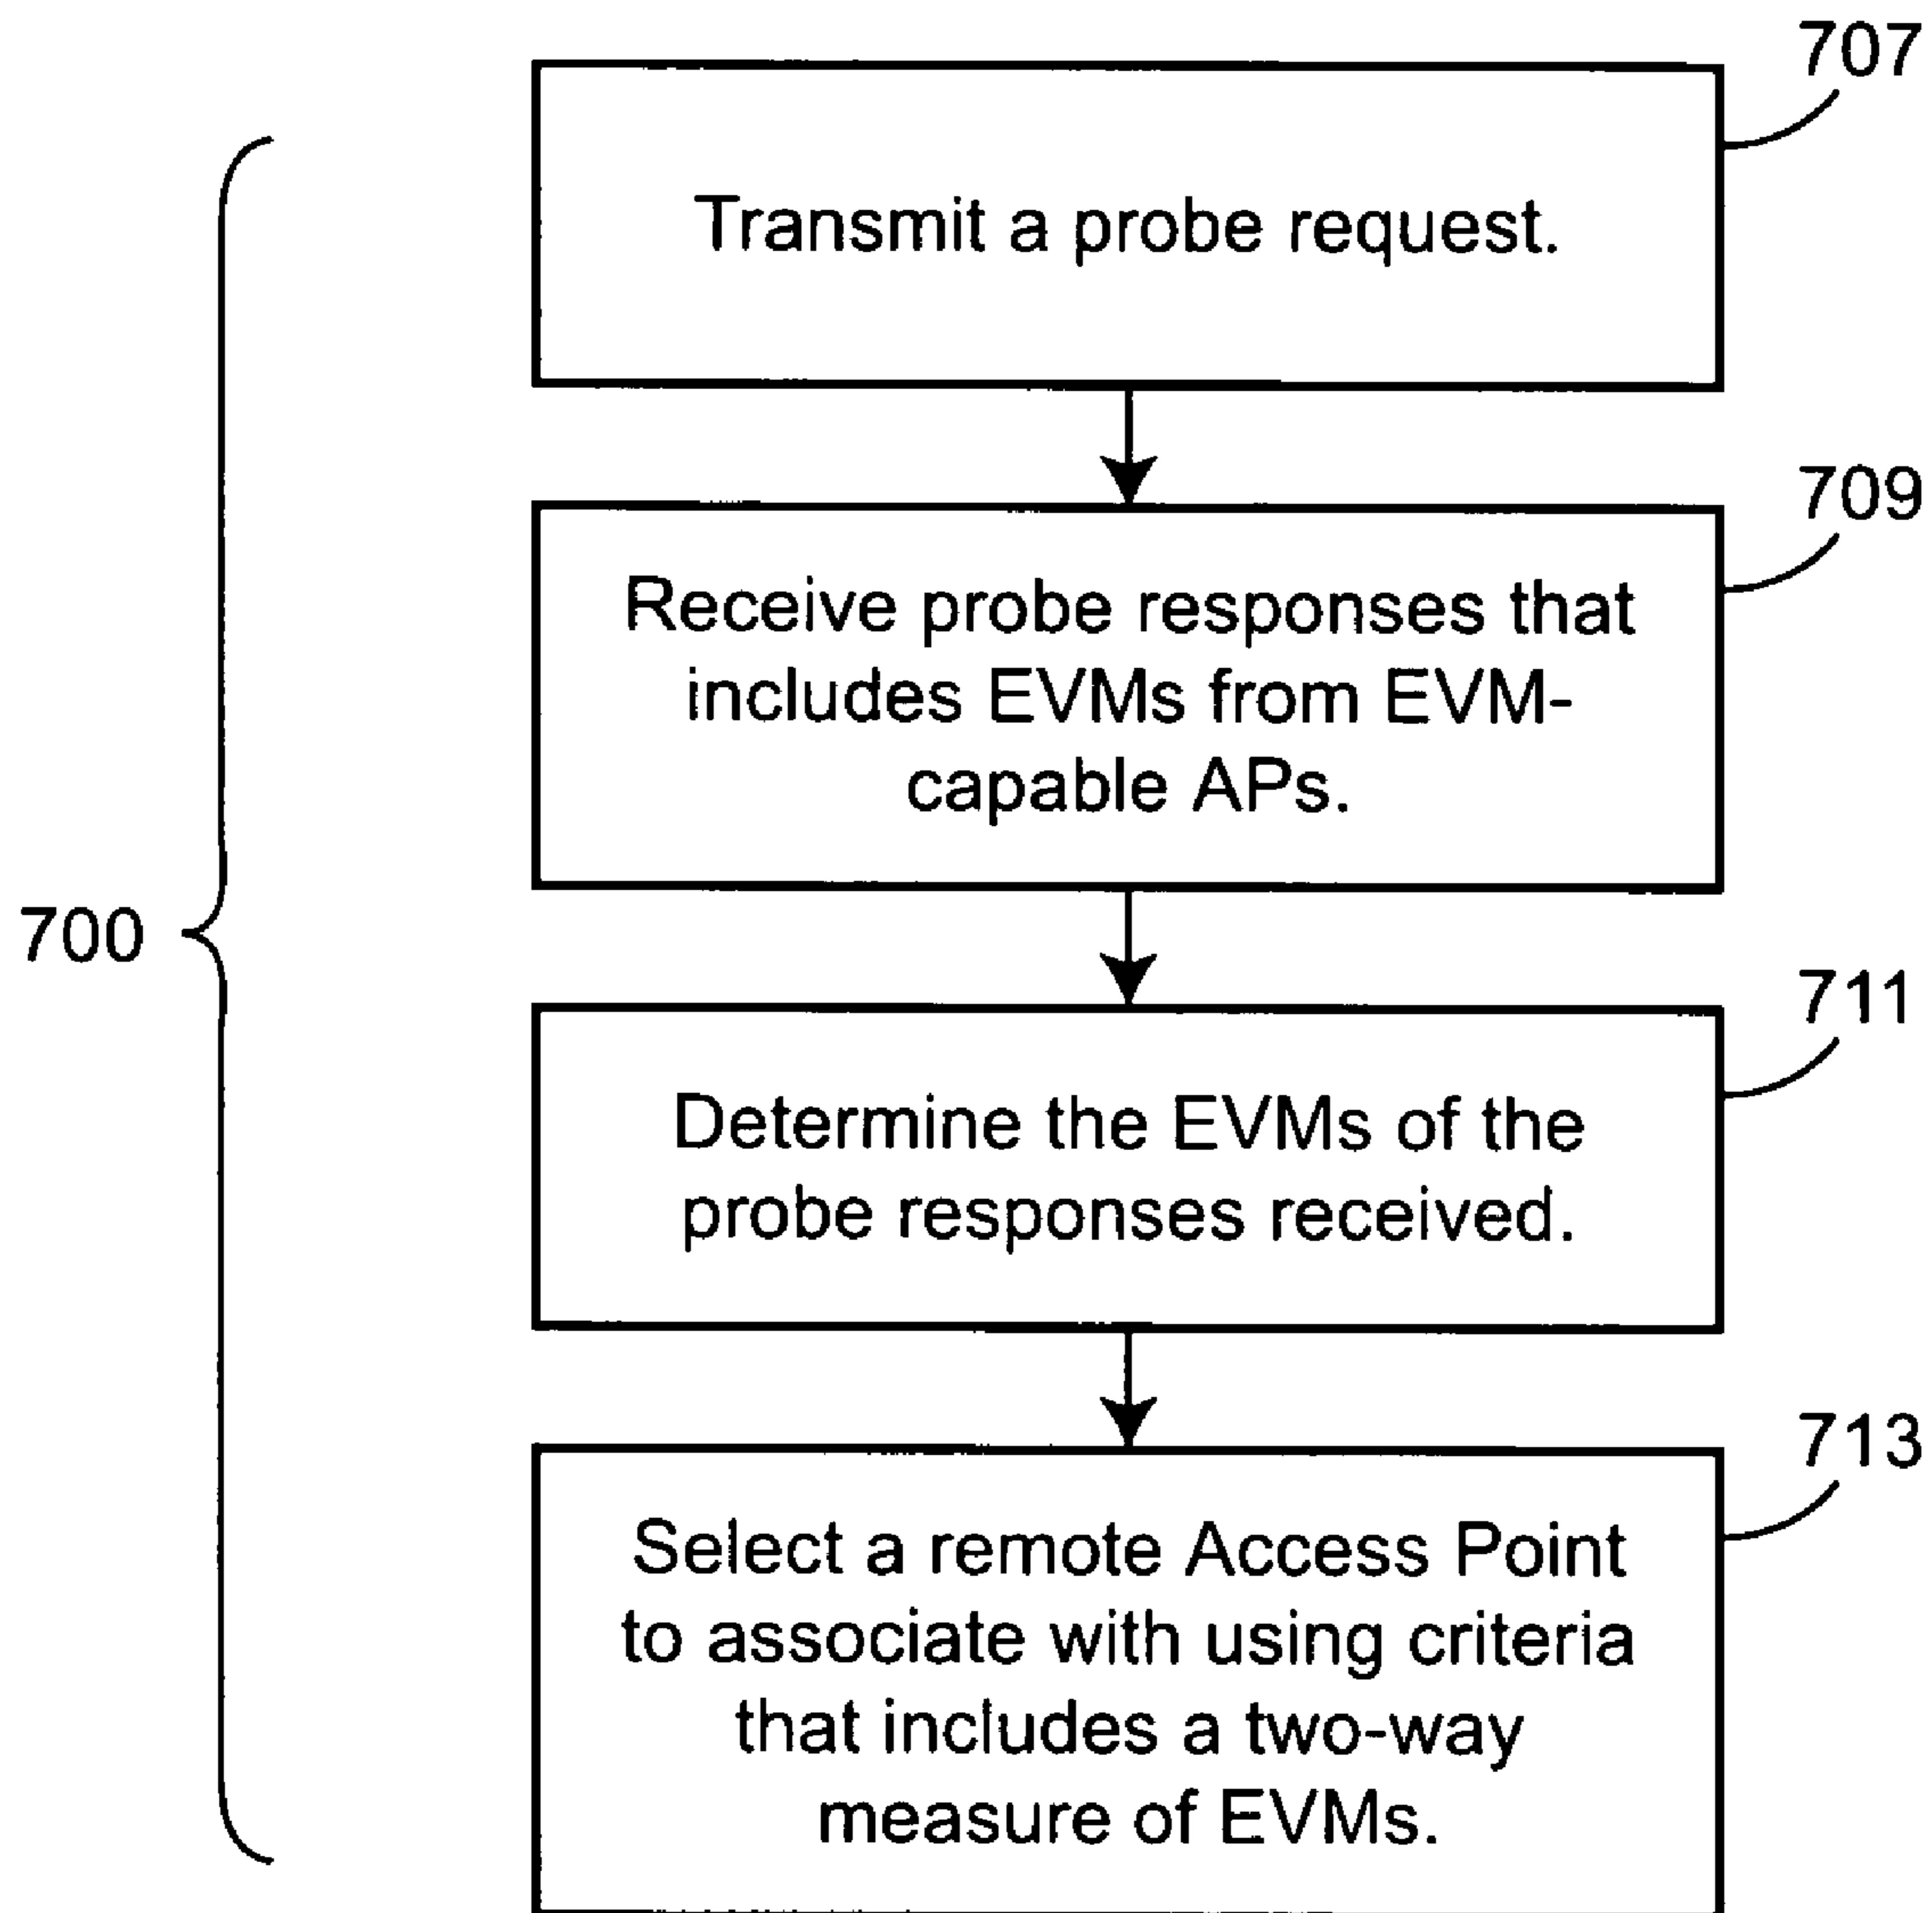 707
Transmit a probe request.
709
Receive probe responses that
includes EVMs from EVM-
capable APs.
700
711
Determine the EVMs of the
probe responses received.
713
Select a remote Access Point
to associate with using criteria
that includes a two-way
measure of EVMs.